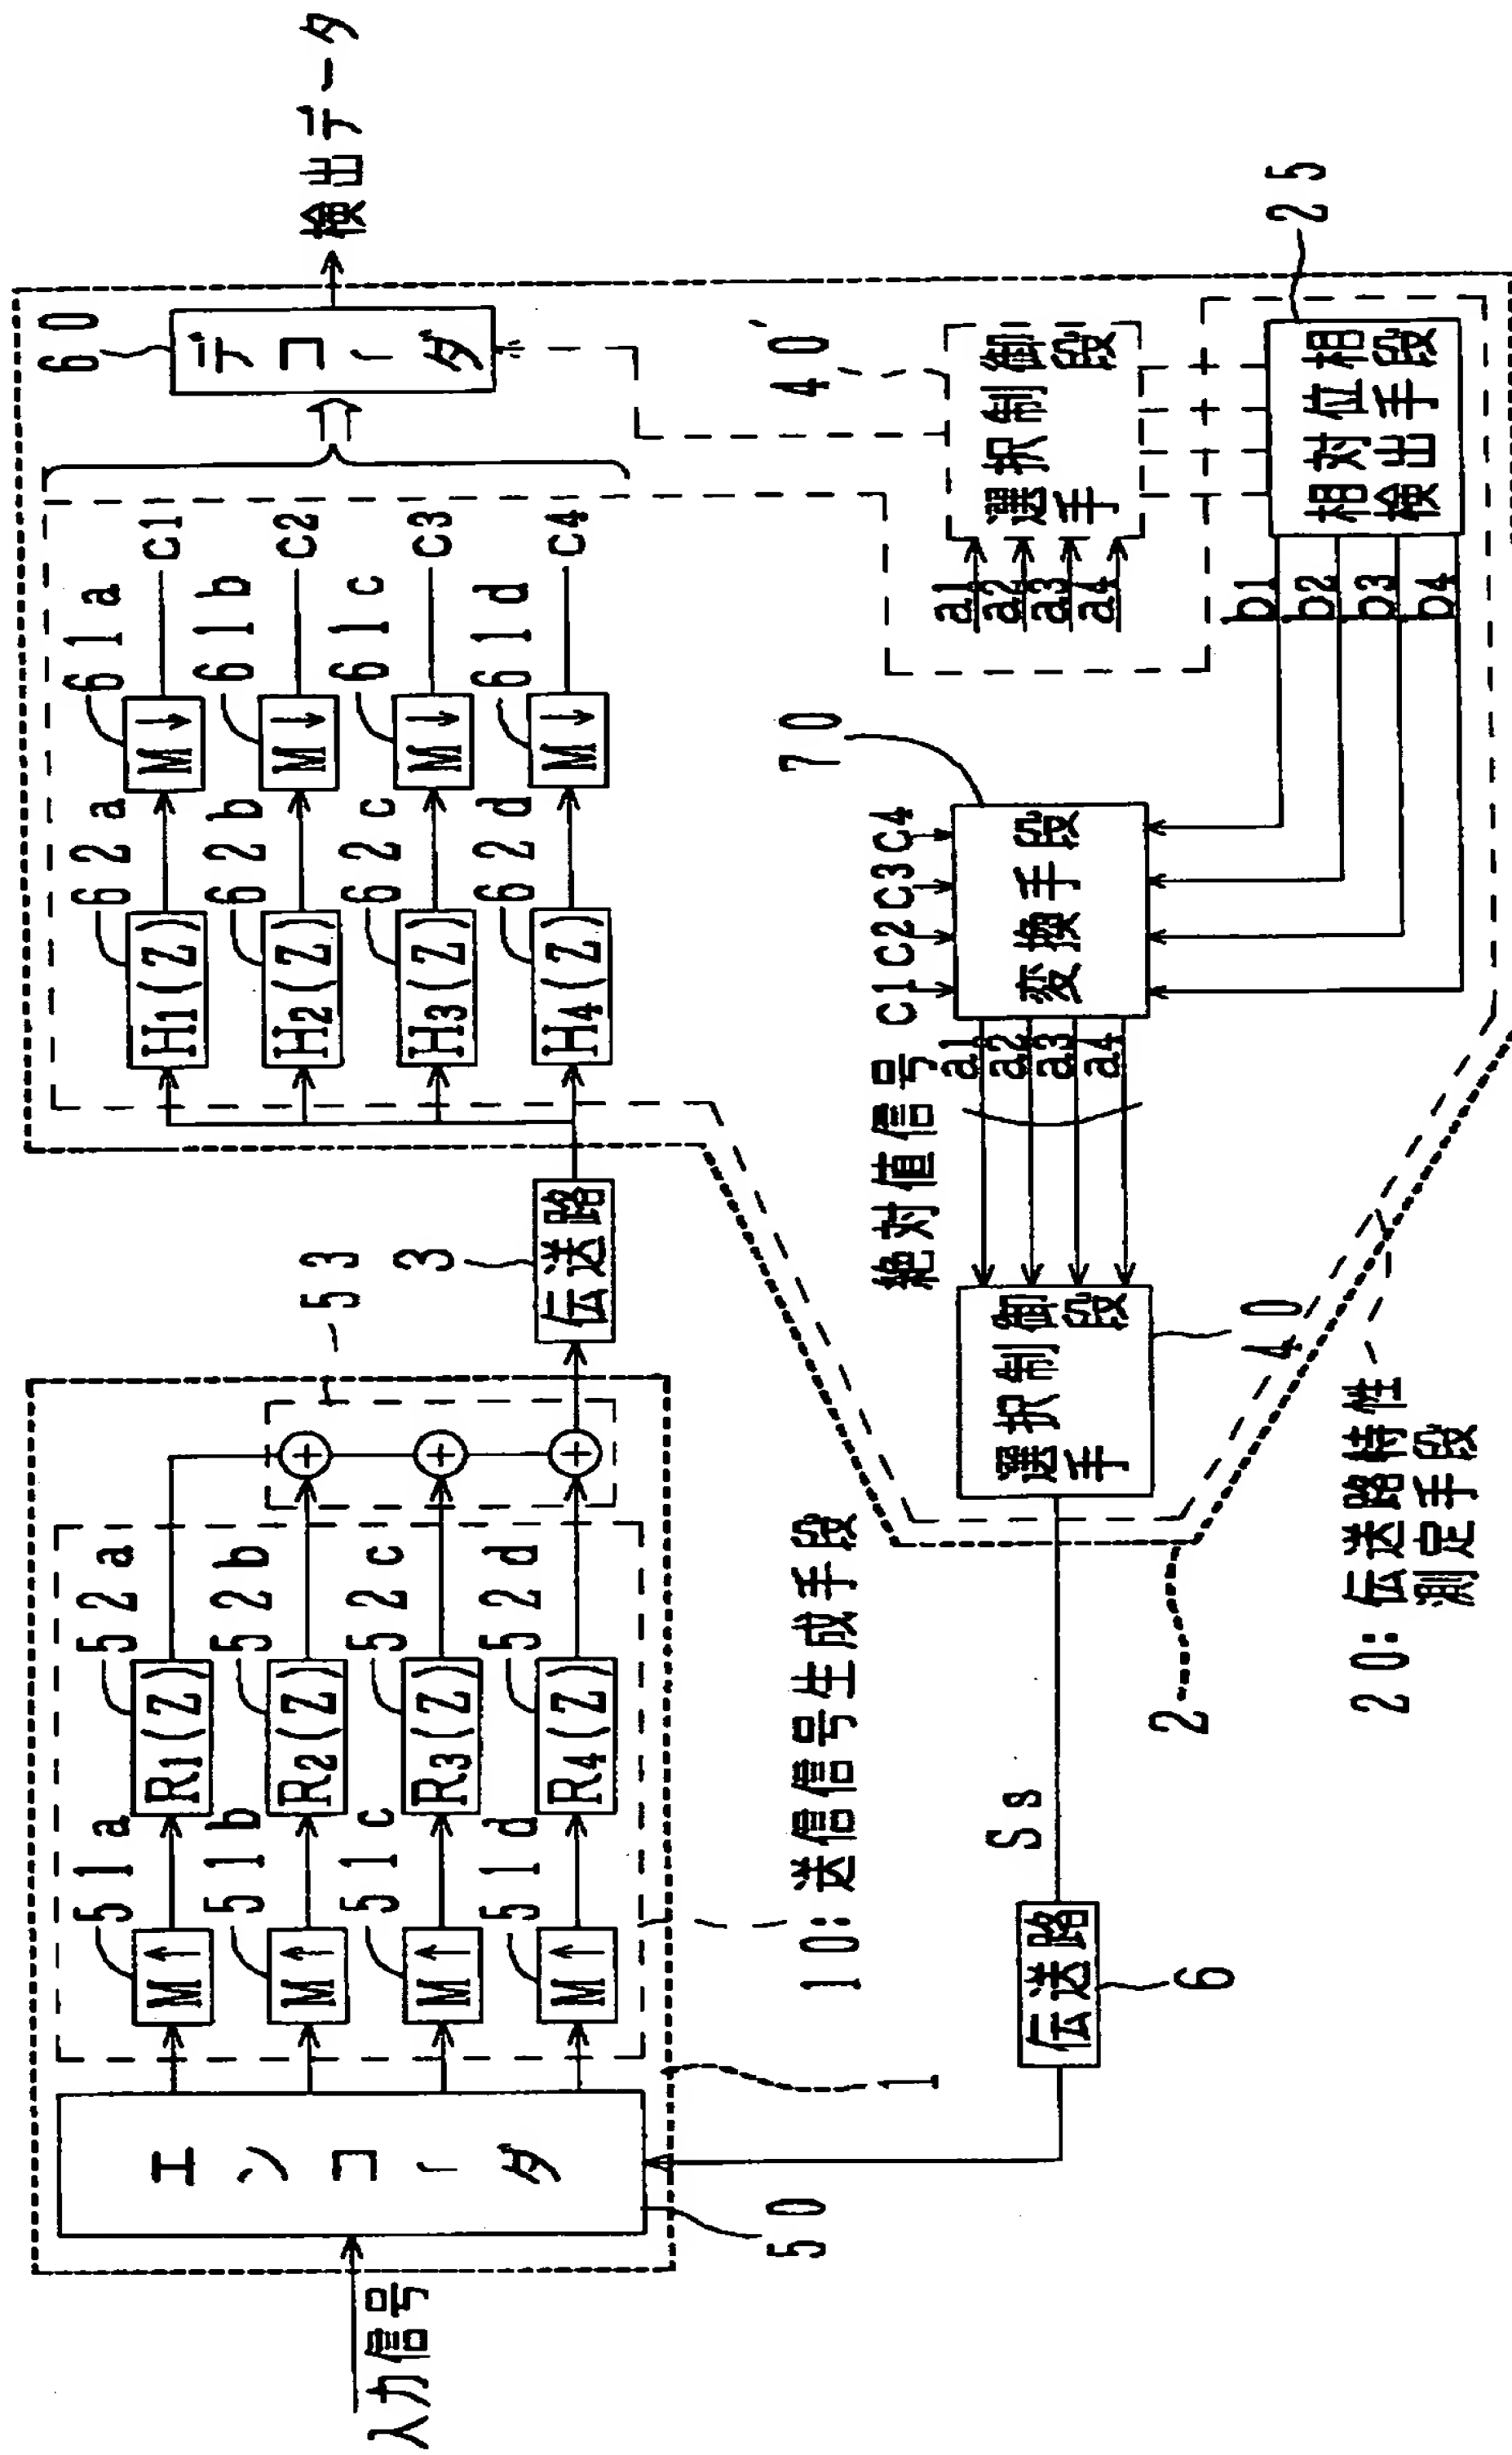 入力信号
エンコーダ
50
1
51a
51b
51c
51d
M↑
M↑
M↑
M↑
52a
52b
52c
52d
R1(Z)
R2(Z)
R3(Z)
R4(Z)
10:送信信号生成手段
53
+
+
+
3
伝送路
62a
62b
62c
62d
H1(Z)
H2(Z)
H3(Z)
H4(Z)
61a
61b
61c
61d
M↓
M↓
M↓
M↓
c1
c2
c3
c4
60
デコーダ
検出データ
伝送路
6
Ss
2
20:伝送路特性
測定手段
選択制御
手段
40
絶対値信号
a1
a2
a3
a4
変換手段
70
c1 c2 c3 c4
a1
a2
a3
a4
選択制御
手段
40'
b1
b2
b3
b4
相対位相
検出手段
25